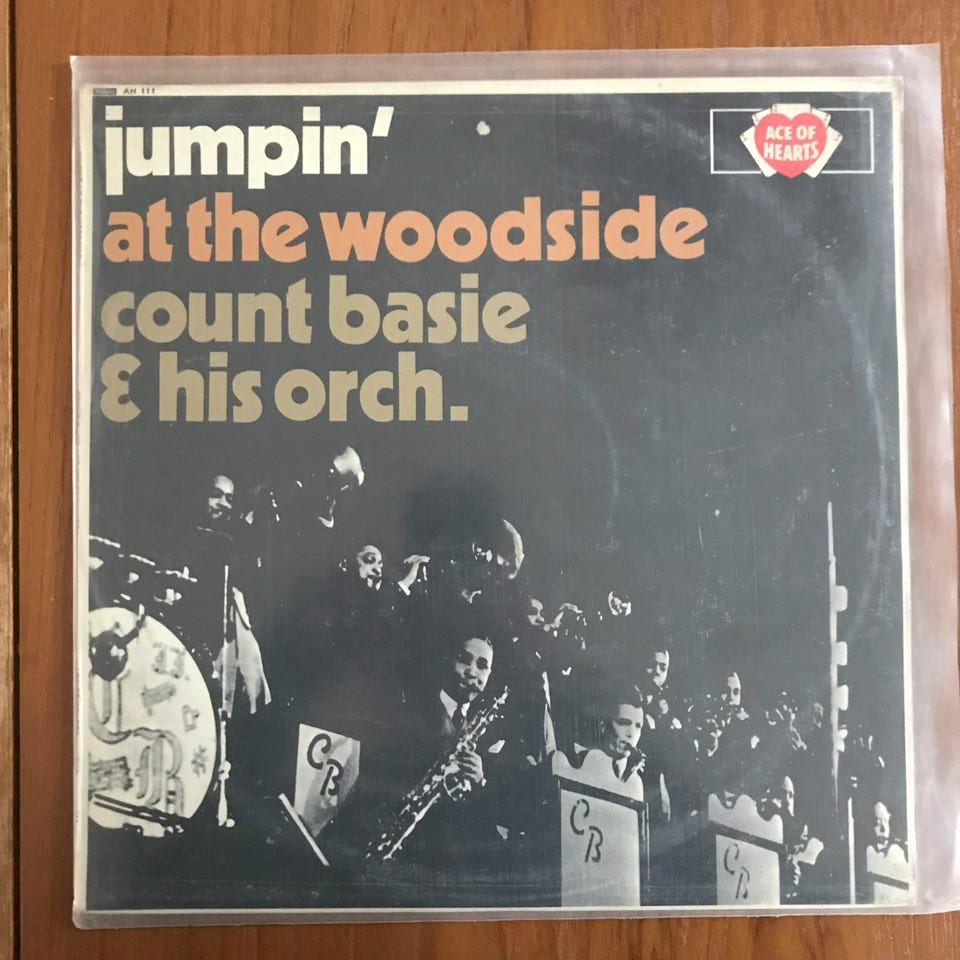 AH 111
jumpin'
ACE OF
HEARTS
at the woodside
count basie
& his orch.
CB
CB
CB